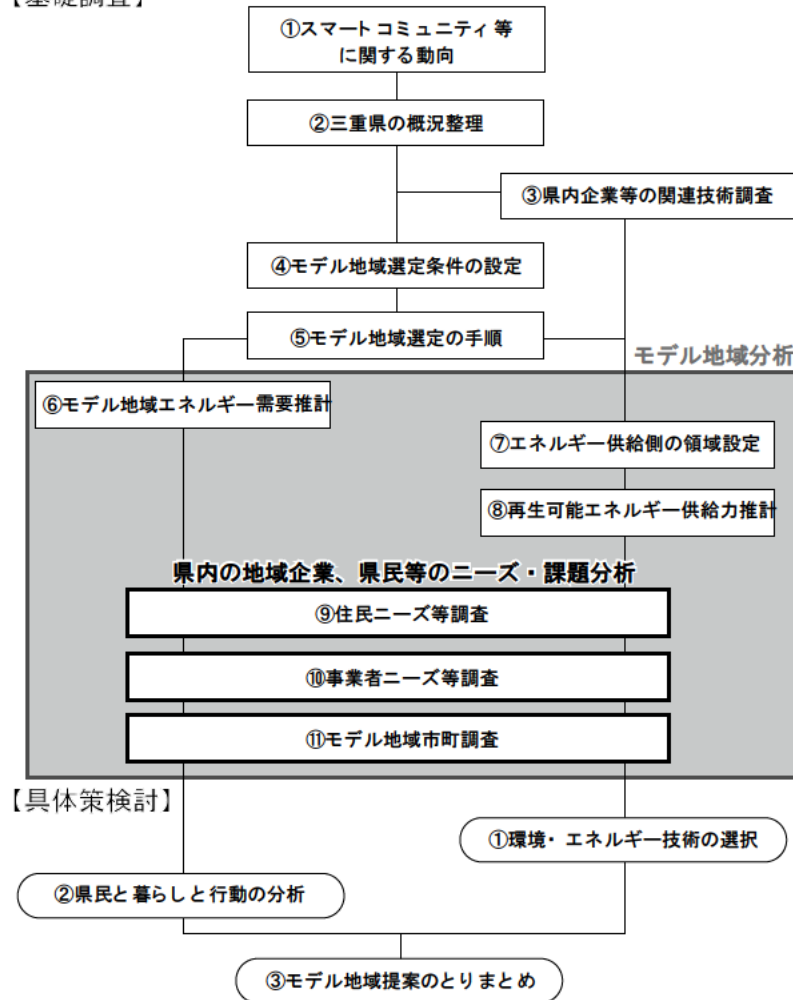 【基礎調査】
①スマートコミュニティ等
に関する動向
②三重県の概況整理
③県内企業等の関連技術調査
④モデル地域選定条件の設定
⑤モデル地域選定の手順
モデル地域分析
⑥モデル地域エネルギー需要推計
⑦エネルギー供給側の領域設定
⑧再生可能エネルギー供給力推計
県内の地域企業、県民等のニーズ・課題分析
⑨住民ニーズ等調査
⑩事業者ニーズ等調査
⑪モデル地域市町調査
【具体策検討】
①環境・エネルギー技術の選択
②県民と暮らしと行動の分析
③モデル地域提案のとりまとめ